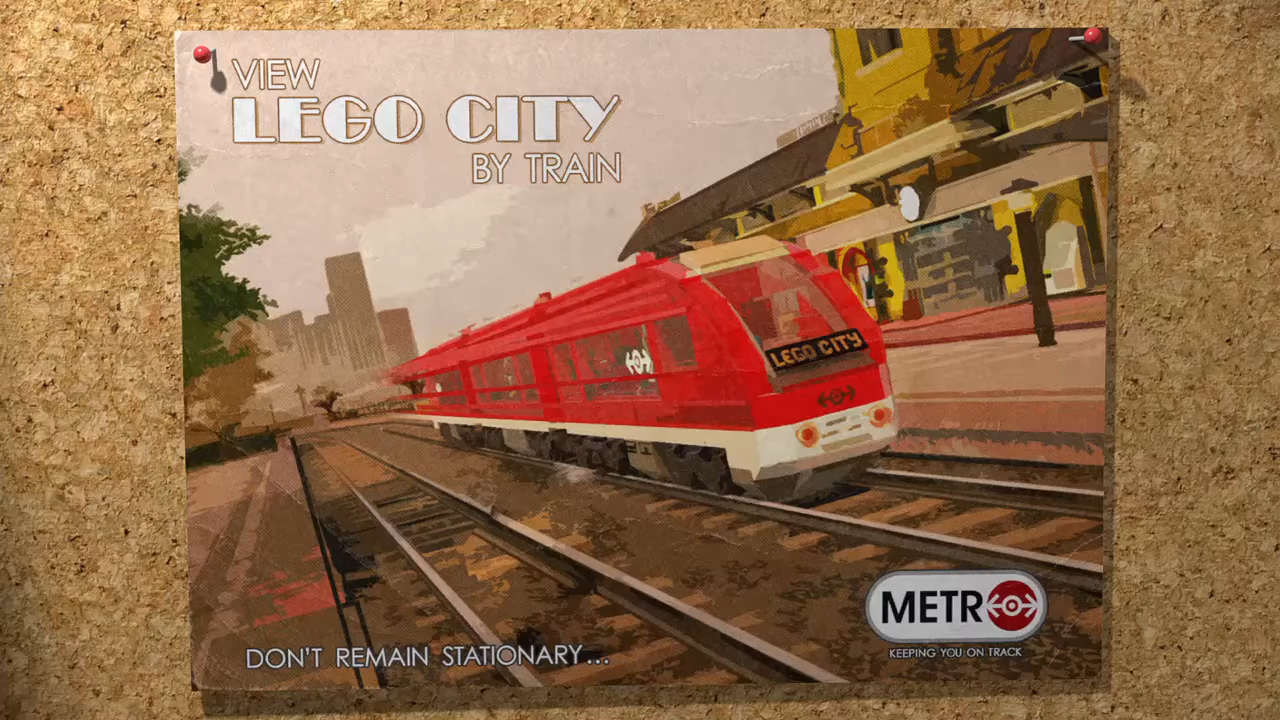 VIEW
LEGO CITY
BY TRAIN
LEGO CITY
METRO
KEEPING YOU ON TRACK
DON'T REMAIN STATIONARY...